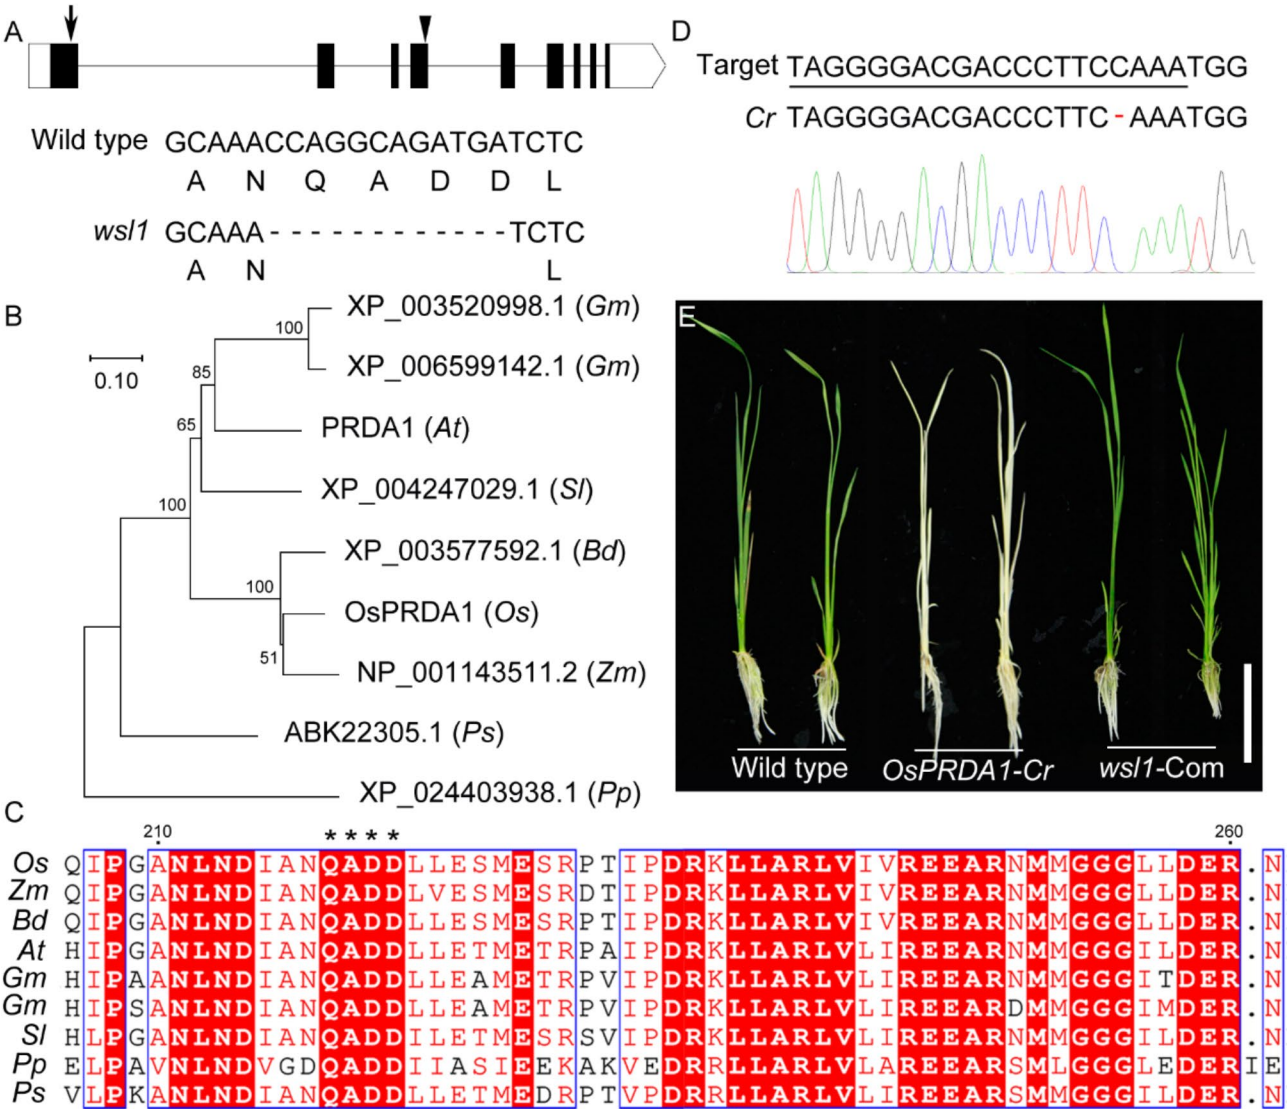 A
Wild type GCAAACCAGGCAGATGATCTC
A N Q A D D L
wsl1 GCAAA - - - - - - - - - - - - TCTC
A N L
B
0.10
100
85
65
100
100
51
XP_003520998.1 (Gm)
XP_006599142.1 (Gm)
PRDA1 (At)
XP_004247029.1 (Sl)
XP_003577592.1 (Bd)
OsPRDA1 (Os)
NP_001143511.2 (Zm)
ABK22305.1 (Ps)
XP_024403938.1 (Pp)
D
Target TAGGGGACGACCCTTCCAAATGG
Cr TAGGGGACGACCCTTC-AAATGG
E
Wild type OsPRDA1-Cr wsl1-Com
C
210 * * * * 260
Os QIPGANLNDIANQADDLLESMESRPTIPDRKLLARLVIVREEARNMMGGGLLDER.N
Zm QIPGANLNDIANQADDLVESMESRDTIPDRKLLARLVIVREEARNMMGGGLLDER.N
Bd QIPGANLNDIANQADDLLESMESRPTIPDRKLLARLVIVREEARNMMGGGLLDER.N
At HIPGANLNDIANQADDLLETMESRPAIPDRKLLARLVLIREEARNMMGGGILDER.N
Gm HIPAANLNDIANQADDLLEAMETRPVIPDRKLLARLVLIREEARNMMGGGITDER.N
Gm HIPSANLNDIANQADDLLEAMETRPVIPDRKLLARLVLIREEARDMMGGGIMDER.N
Sl HLPGANLNDIANQADDILETMESRSVIPDRKLLARLVLIREEARNMMGGGILDER.N
Pp ELPAVNLNDVGDQADDIIASIEEKAKVEDRRLLARLVLAREEARSMLGGGLEDERIE
Ps VLPKANLNDIANQADDLLETMEDRPTVPDRRLLARLVLIREEARSMMGGGILDER.N